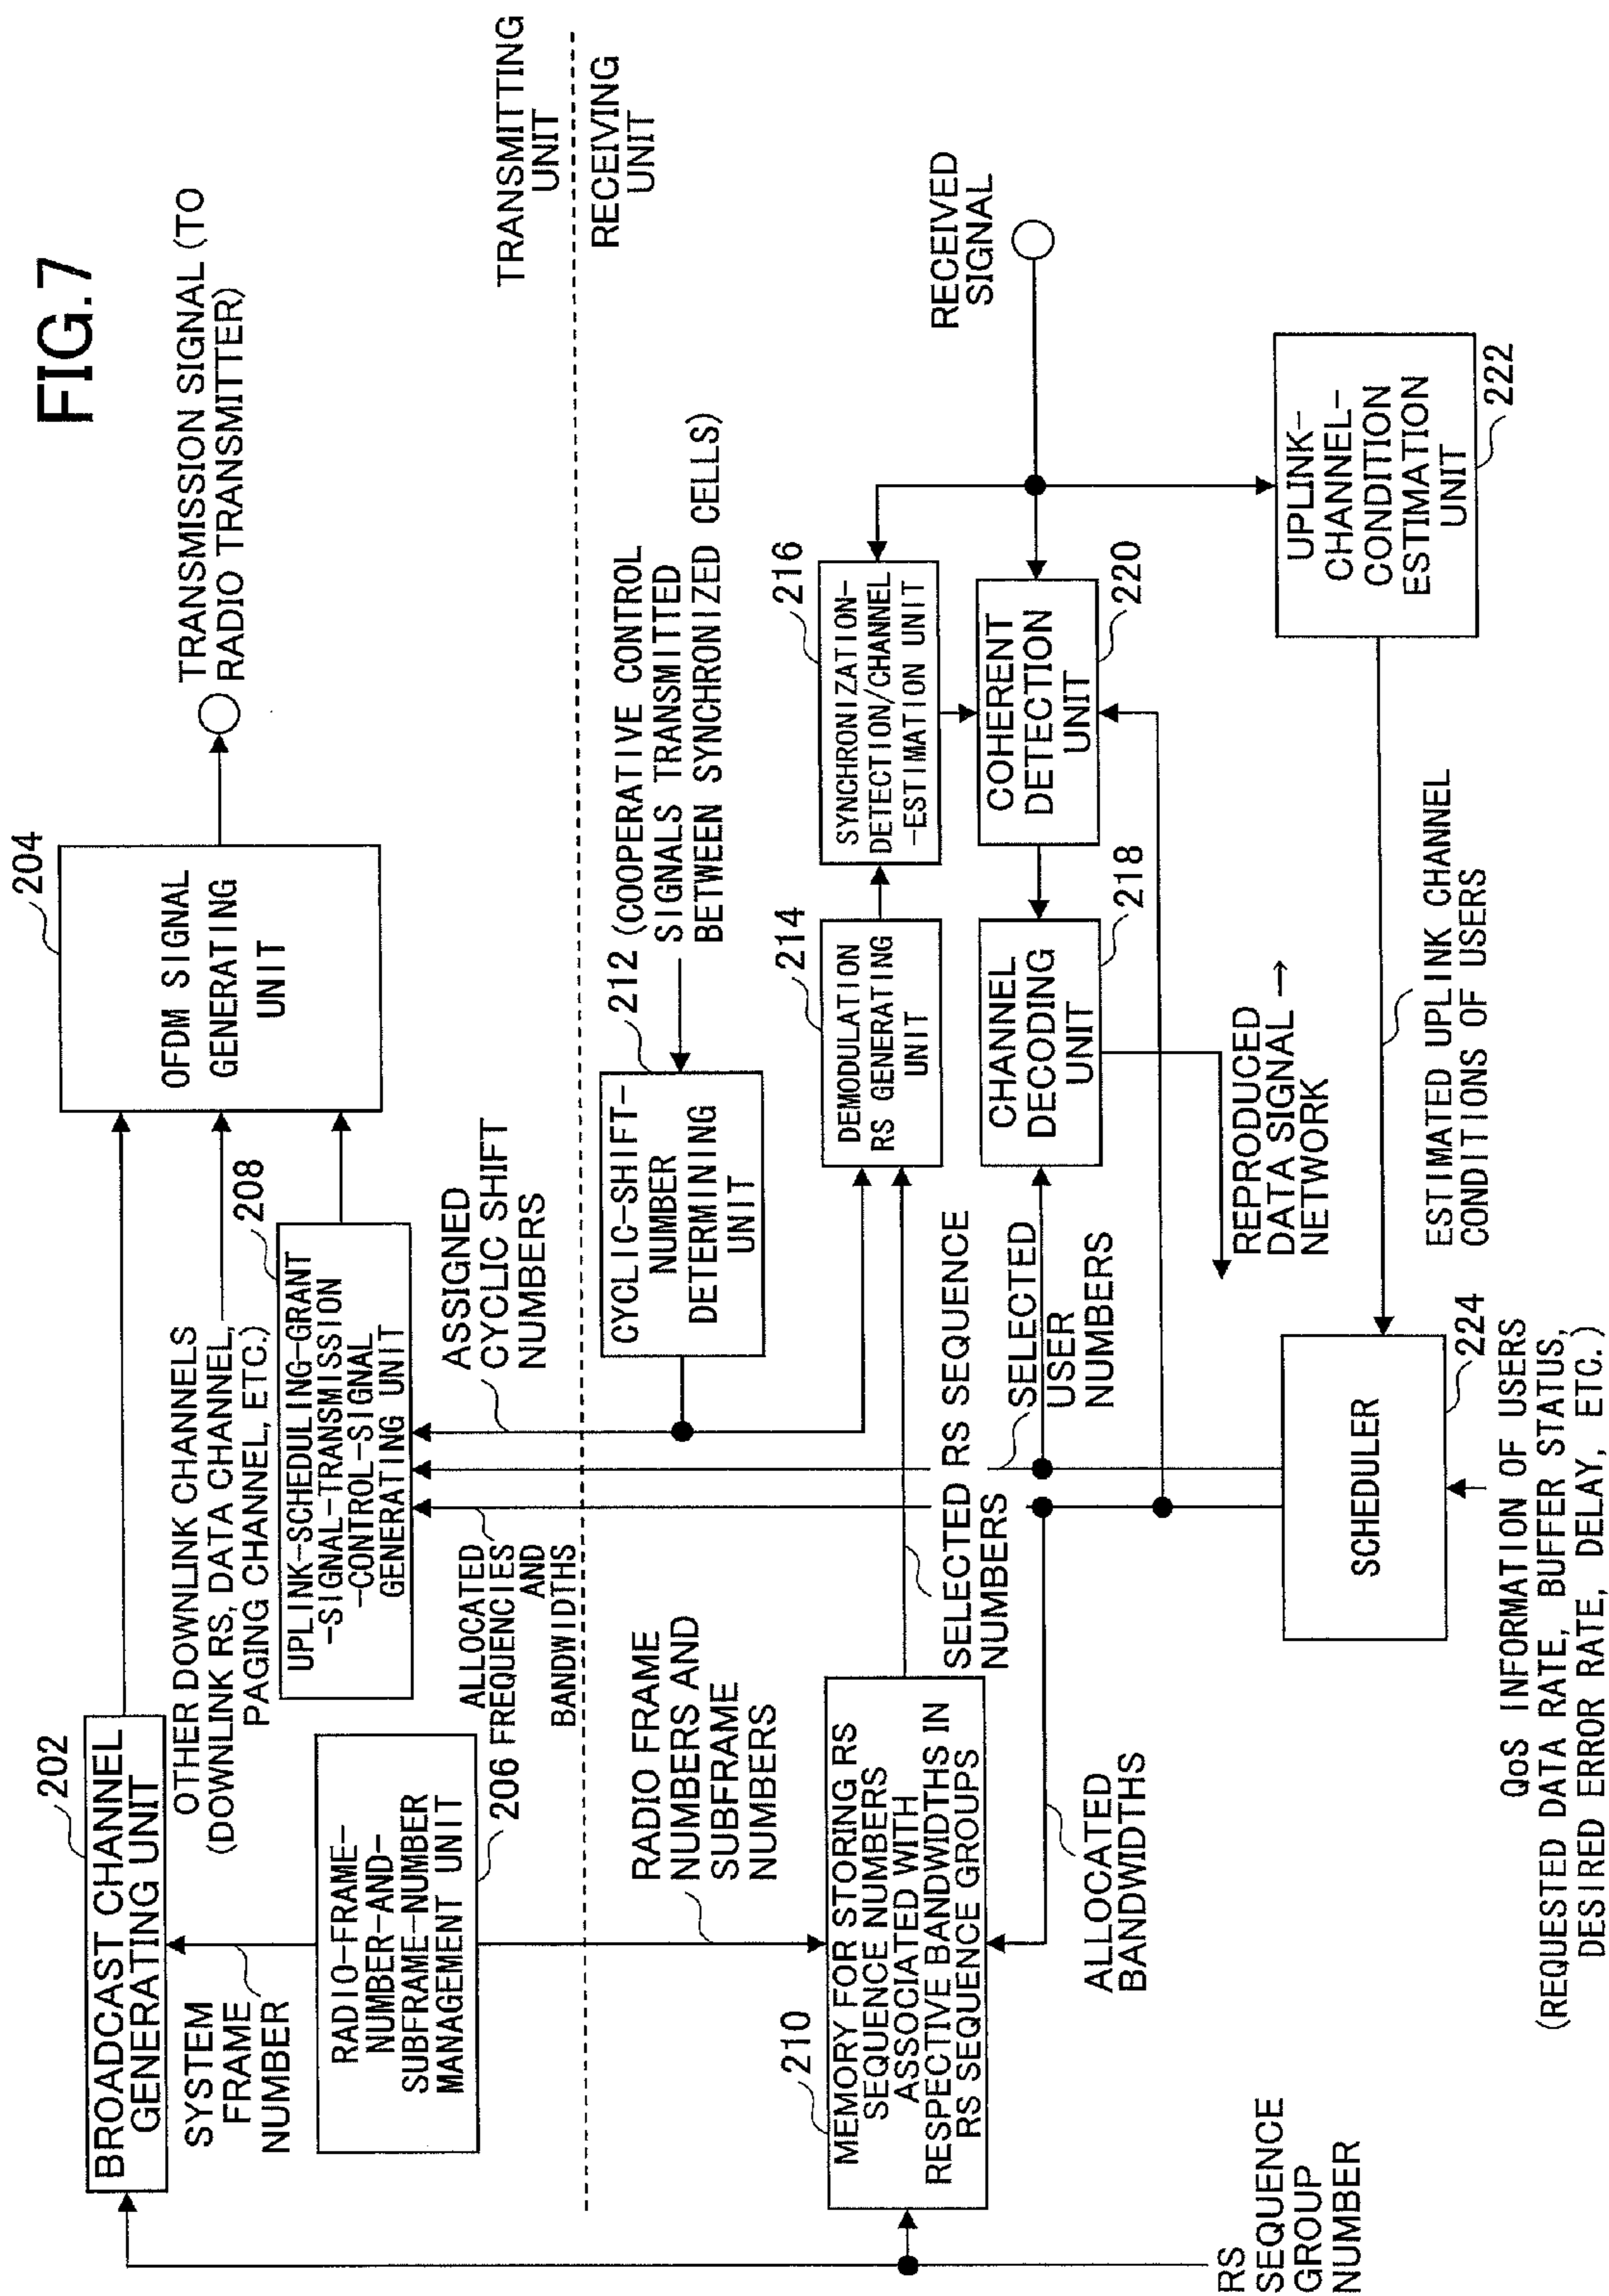 FIG.7
TRANSMISSION SIGNAL (TO
RADIO TRANSMITTER)
TRANSMITTING
UNIT
RECEIVING
UNIT
204
OFDM SIGNAL
GENERATING
UNIT
202
BROADCAST CHANNEL
GENERATING UNIT
OTHER DOWNLINK CHANNELS
(DOWNLINK RS, DATA CHANNEL,
PAGING CHANNEL, ETC.)
208
UPLINK-SCHEDULING-GRANT
-SIGNAL-TRANSMISSION
-CONTROL-SIGNAL
GENERATING UNIT
SYSTEM
FRAME
NUMBER
RADIO-FRAME-
NUMBER-AND-
SUBFRAME-NUMBER
MANAGEMENT UNIT
206
ALLOCATED
FREQUENCIES
AND
BANDWIDTHS
ASSIGNED
CYCLIC SHIFT
NUMBERS
212
(COOPERATIVE CONTROL
SIGNALS TRANSMITTED
BETWEEN SYNCHRONIZED CELLS)
CYCLIC-SHIFT-
NUMBER
DETERMINING
UNIT
RADIO FRAME
NUMBERS AND
SUBFRAME
NUMBERS
210
MEMORY FOR STORING RS
SEQUENCE NUMBERS
ASSOCIATED WITH
RESPECTIVE BANDWIDTHS IN
RS SEQUENCE GROUPS
SELECTED RS SEQUENCE
NUMBERS
214
DEMODULATION
RS GENERATING
UNIT
216
SYNCHRONIZATION-
DETECTION/CHANNEL
-ESTIMATION UNIT
RECEIVED
SIGNAL
COHERENT
DETECTION
UNIT
220
CHANNEL
DECODING
UNIT
218
SELECTED
USER
NUMBERS
ALLOCATED
BANDWIDTHS
REPRODUCED
DATA SIGNAL →
NETWORK
UPLINK-
CHANNEL-
CONDITION
ESTIMATION
UNIT
222
ESTIMATED UPLINK CHANNEL
CONDITIONS OF USERS
SCHEDULER
224
RS
SEQUENCE
GROUP
NUMBER
QoS INFORMATION OF USERS
(REQUESTED DATA RATE, BUFFER STATUS,
DESIRED ERROR RATE, DELAY, ETC.)